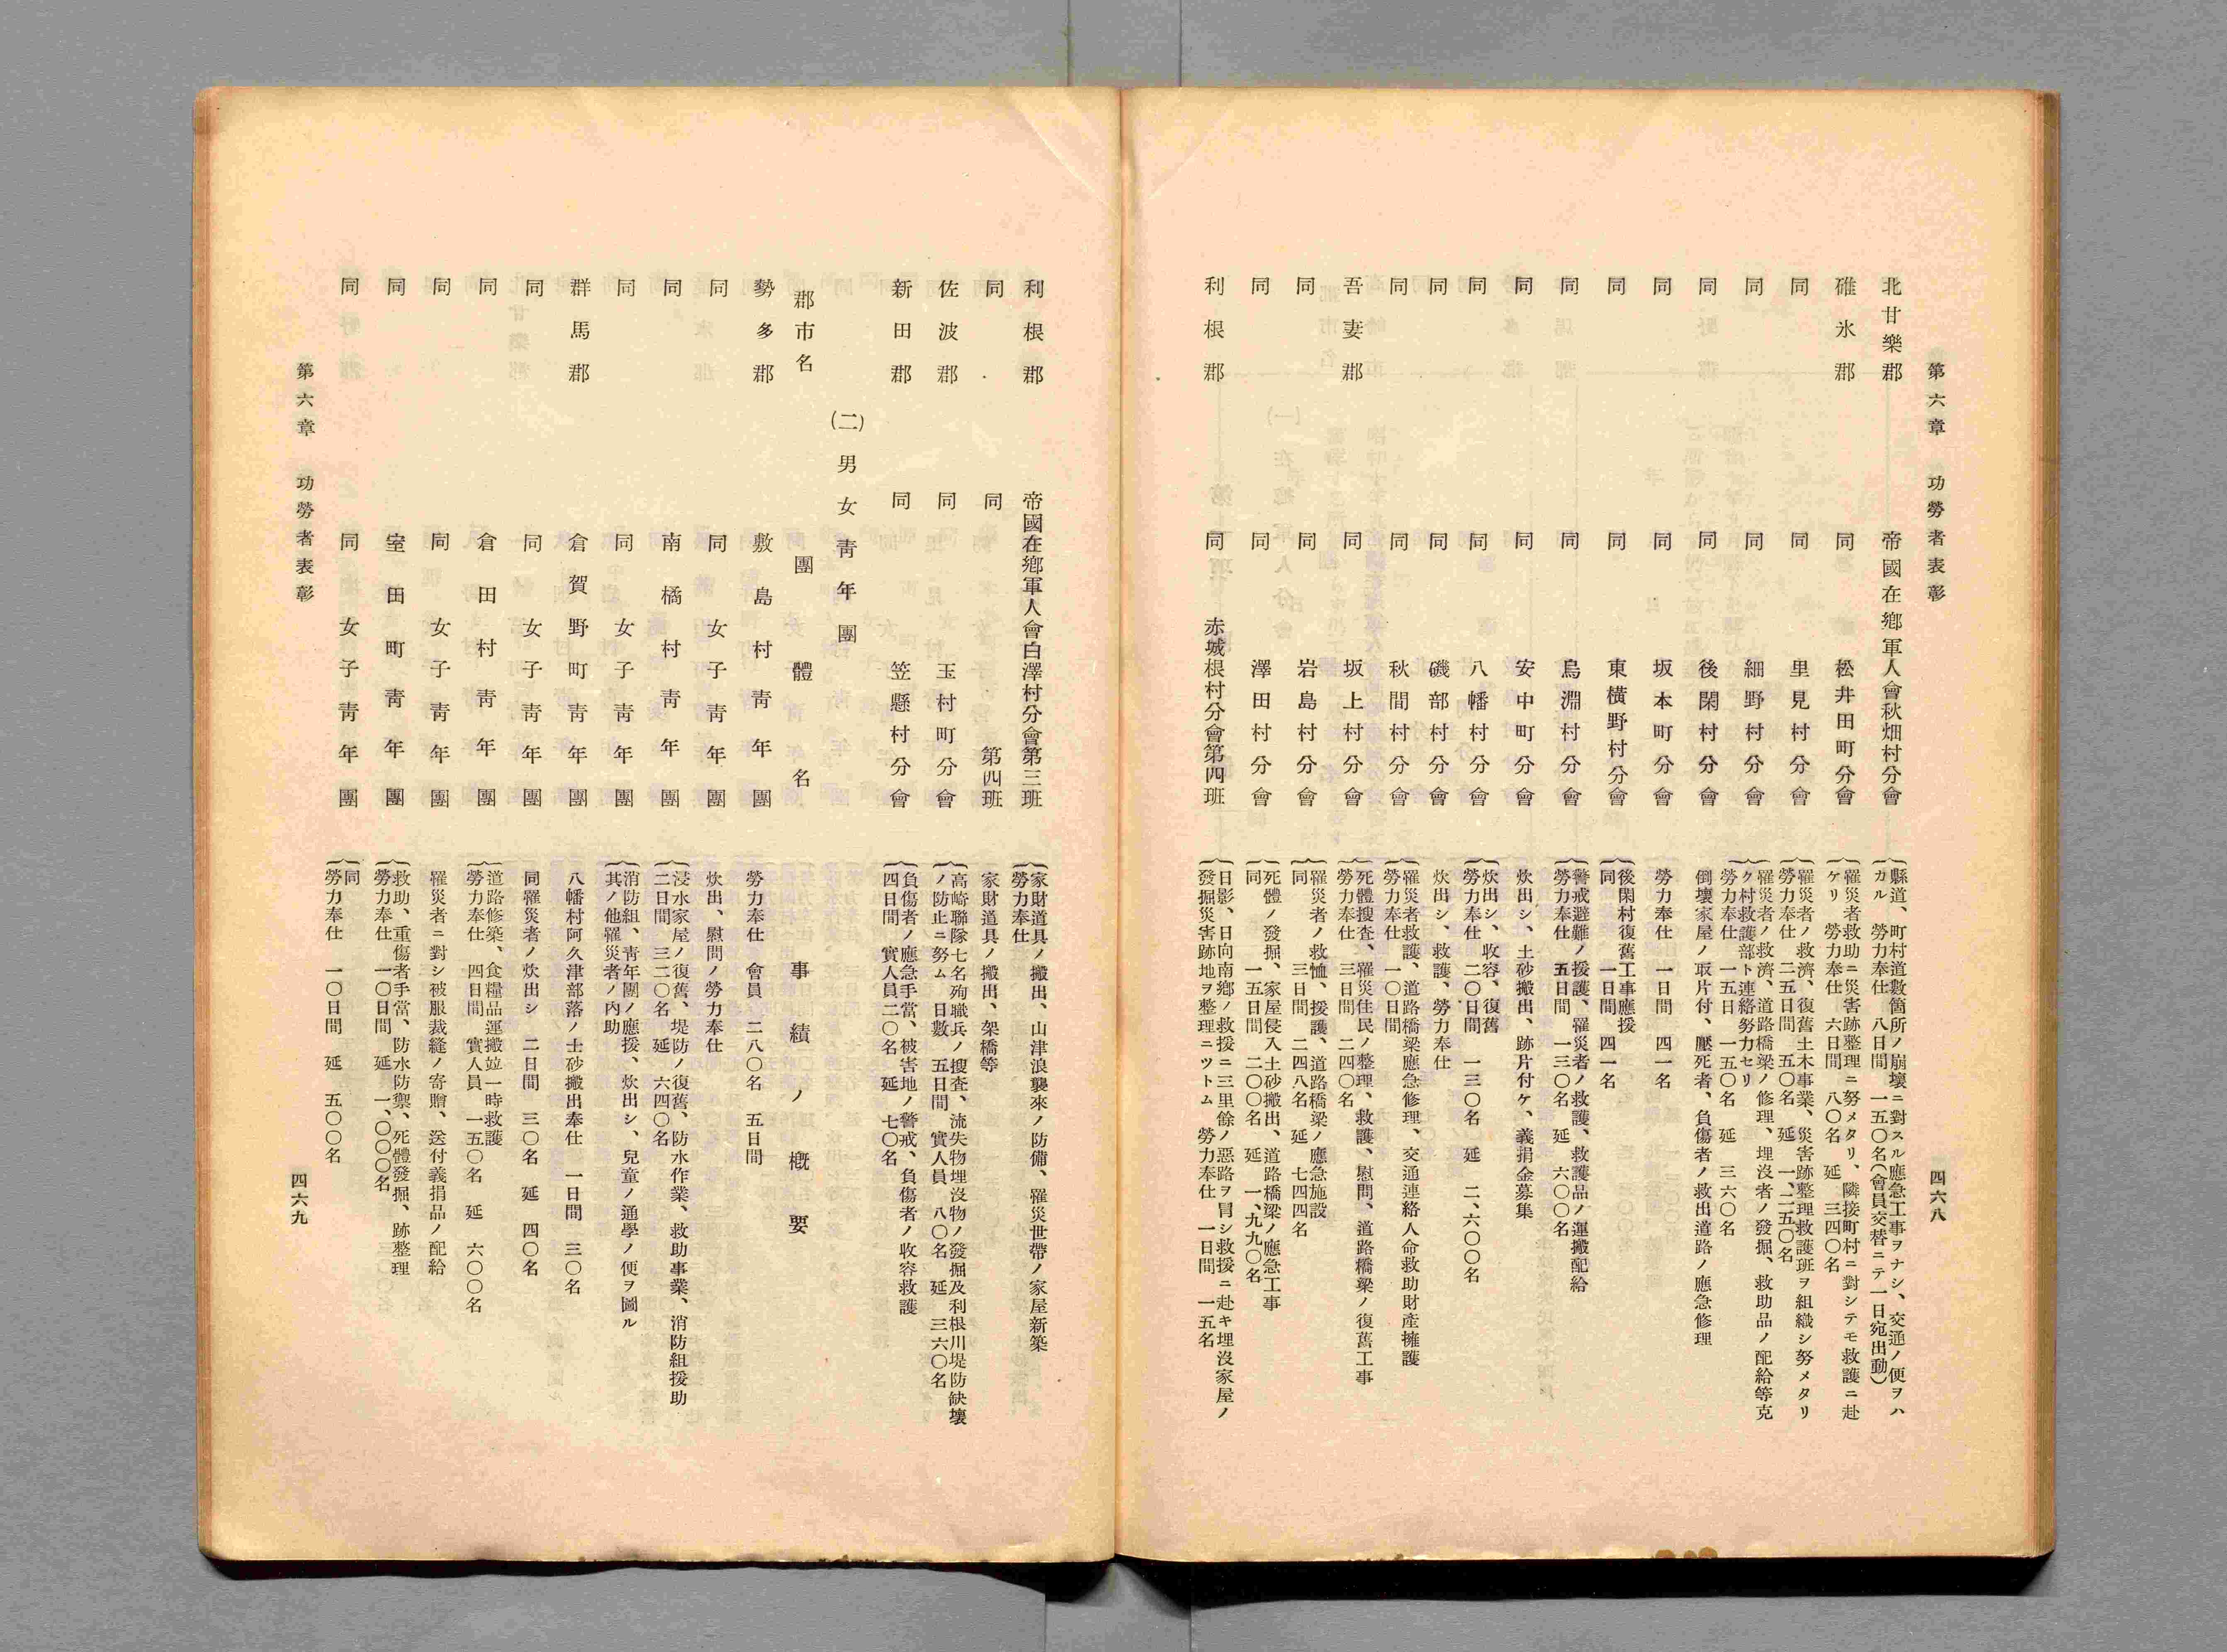 第六章　功勞者表彰
四六八
北甘樂郡　帝國在鄕軍人會秋畑村分會　縣道、町村道數箇所ノ崩壞ニ對スル應急工事ヲナシ、交通ノ便ヲハ
カル　勞力奉仕　八日間　一五〇名(會員交替ニテ一日宛出動)
碓氷郡　同　松井田町分會　罹災者救助ニ災害跡整理ニ努メタリ、隣接町村ニ對シテモ救護ニ赴
ケリ　勞力奉仕　六日間　八〇名　延　三四〇名
同　同　里見村分會　罹災者ノ救濟、復舊土木事業、災害跡整理救護班ヲ組織シ努メタリ
勞力奉仕　二五日間　五〇名　延　一、二五〇名
同　同　細野村分會　罹災者ノ救濟、道路橋梁ノ修理、埋沒者ノ發掘、救助品ノ配給等克
ク村救護部ト連絡努力セリ
勞力奉仕　一五日　一五〇名　延　三六〇名
同　同　後閑村分會　倒壞家屋ノ取片付、壓死者、負傷者ノ救出道路ノ應急修理
同　同　坂本町分會　勞力奉仕　一日間　四一名
同　同　東橫野村分會　後閑村復舊工事應援
同　一日間　四一名
同　同　烏淵村分會　警戒避難ノ援護、罹災者ノ救護、救護品ノ運搬配給
勞力奉仕　五日間　一三〇名　延　六〇〇名
同　同　安中町分會　炊出シ、土砂搬出、跡片付ケ、義捐金募集
同　同　八幡村分會　炊出シ、收容、復舊
勞力奉仕　二〇日間　一三〇名　延　二、六〇〇名
同　同　磯部村分會　炊出シ、救護、勞力奉仕
同　同　秋間村分會　罹災者救護、道路橋梁應急修理、交通連絡人命救助財產擁護
勞力奉仕　一〇日間
吾妻郡　同　坂上村分會　死體搜査、罹災住民ノ整理、救護、慰問、道路橋梁ノ復舊工事
勞力奉仕　三日間　二四〇名
同　同　岩島村分會　罹災者ノ救恤、援護、道路橋梁ノ應急施設
同　三日間　二四八名　延　七四四名
同　同　澤田村分會　死體ノ發掘、家屋侵入土砂搬出、道路橋梁ノ應急工事
同　一五日間　二〇〇名　延　一、九九〇名
利根郡　同　赤城根村分會第四班　日影、日向南鄕ノ救援ニ三里餘ノ惡路ヲ冒シ救援ニ赴キ埋沒家屋ノ
發掘災害跡地ヲ整理ニツトム　勞力奉仕　一日間　一五名
利根郡　帝國在鄕軍人會白澤村分會第三班　家財道具ノ搬出、山津浪襲來ノ防備、罹災世帶ノ家屋新築
勞力奉仕
同　同　第四班　家財道具ノ搬出、架橋等
佐波郡　同　玉村町分會　高崎聯隊七名殉職兵ノ搜査、流失物埋沒物ノ發掘及利根川堤防缺壞
ノ防止ニ努ム　日數　五日間　實人員　八〇名　延　三六〇名
新田郡　同　笠懸村分會　負傷者ノ應急手當、被害地ノ警戒、負傷者ノ收容救護
四日間　實人員二〇名　延　七〇名
(二)男女靑年團
郡市名　團體名　事績ノ槪要
勢多郡　敷島村靑年團　勞力奉仕　會員　二八〇名　五日間
同　同女子靑年團　炊出、慰問ノ勞力奉仕
同　南橘村靑年團　浸水家屋ノ復舊、堤防ノ復舊、防水作業、救助事業、消防組援助
二日間　三二〇名　延　六四〇名
同　同女子靑年團　消防組、靑年團ノ應援、炊出シ、兒童ノ通學ノ便ヲ圖ル
其ノ他罹災者ノ內助
群馬郡　倉賀野町靑年團　八幡村阿久津部落ノ土砂搬出奉仕　一日間　三〇名
同　同女子靑年團　同罹災者ノ炊出シ　二日間　三〇名　延　四〇名
同　倉田村靑年團　道路修築、食糧品運搬並一時救護
勞力奉仕　四日間　實人員　一五〇名　延　六〇〇名
同　同女子靑年團　罹災者ニ對シ被服裁縫ノ寄贈、送付義捐品ノ配給
同　室田町靑年團　救助、重傷者手當、防水防禦、死體發掘、跡整理
勞力奉仕　一〇日間　延　一、〇〇〇名
同　同女子靑年團　同
勞力奉仕　一〇日間　延　五〇〇名
第六章　功勞者表彰
四六九